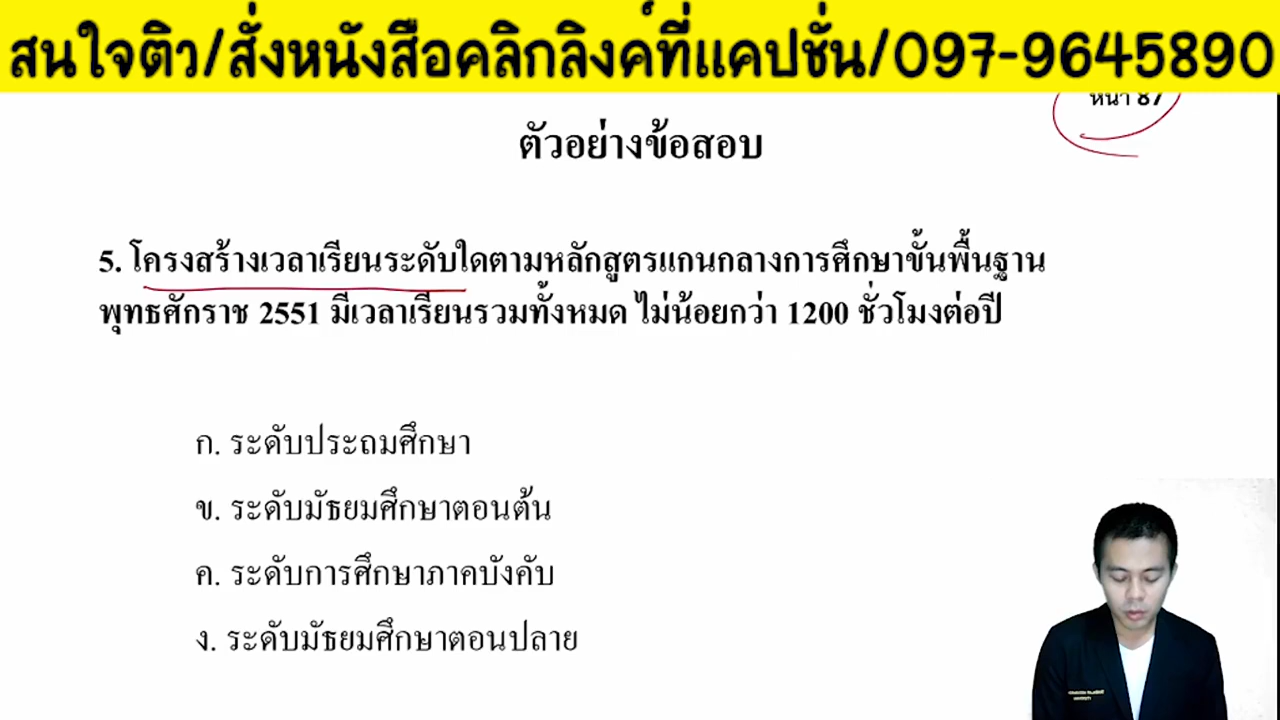 สนใจติว/สั่งหนังสือคลิกลิงค์ที่แคปชั่น/097-9645890
หน้า 87
ตัวอย่างข้อสอบ
5. โครงสร้างเวลาเรียนระดับใดตามหลักสูตรแกนกลางการศึกษาขั้นพื้นฐาน
พุทธศักราช 2551 มีเวลาเรียนรวมทั้งหมด ไม่น้อยกว่า 1200 ชั่วโมงต่อปี
ก. ระดับประถมศึกษา
ข. ระดับมัธยมศึกษาตอนต้น
ค. ระดับการศึกษาภาคบังคับ
ง. ระดับมัธยมศึกษาตอนปลาย